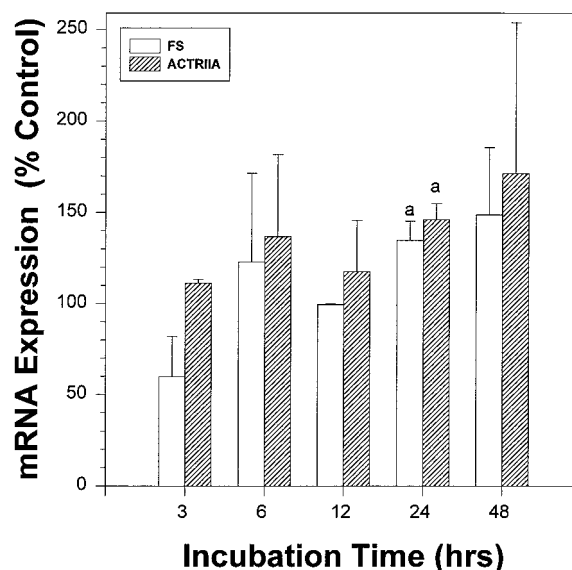 mRNA Expression (% Control)
250
200
150
100
50
0
FS
ACTRIIA
a
a
3
6
12
24
48
Incubation Time (hrs)